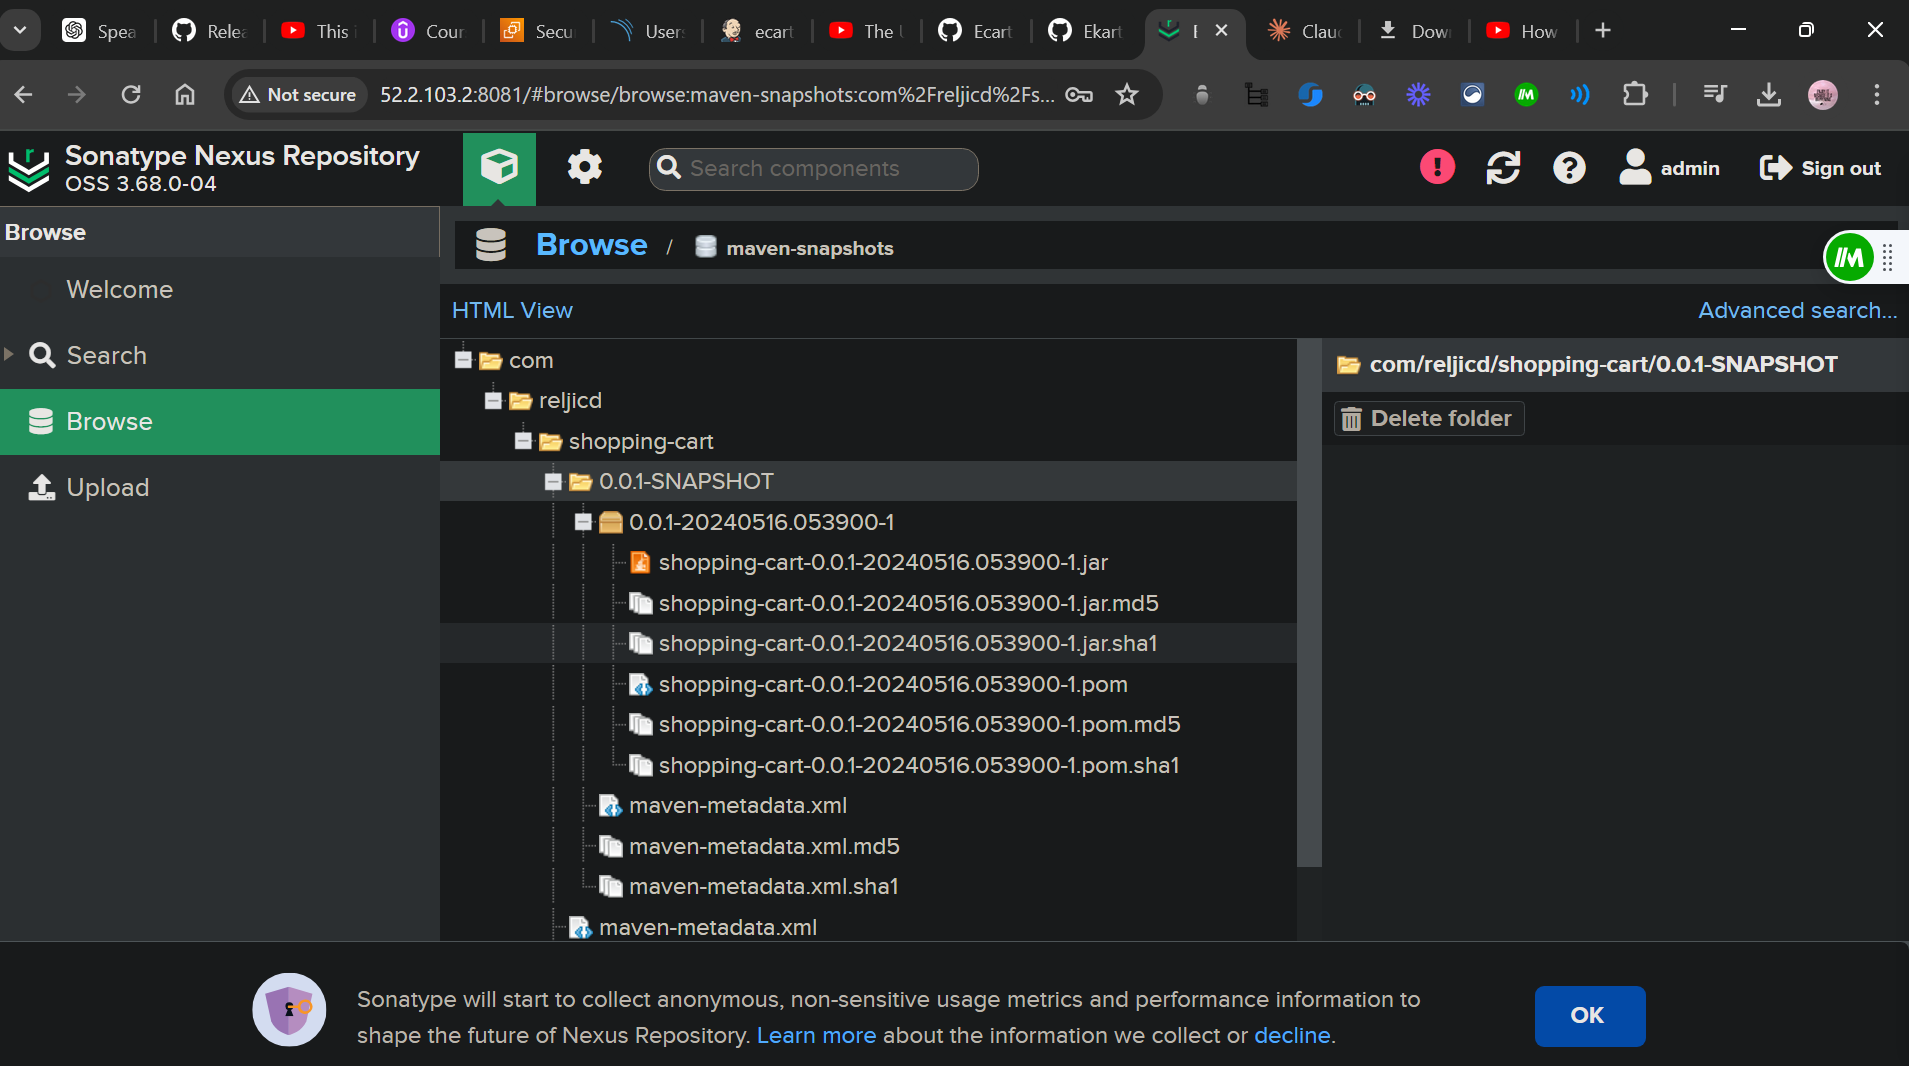 Spea
Relea
This i
Cour
Secu
User
ecart
The U
Ecart
Ekart
Clau
Dow
How
Not secure
52.2.103.2:8081/#browse/browse:maven-snapshots:com%2Freljicd%2Fs...
Sonatype Nexus Repository
OSS 3.68.0-04
Search components
admin
Sign out
Browse
Welcome
Search
Browse
Upload
Browse / maven-snapshots
HTML View
Advanced search...
com
reljicd
shopping-cart
0.0.1-SNAPSHOT
0.0.1-20240516.053900-1
shopping-cart-0.0.1-20240516.053900-1.jar
shopping-cart-0.0.1-20240516.053900-1.jar.md5
shopping-cart-0.0.1-20240516.053900-1.jar.sha1
shopping-cart-0.0.1-20240516.053900-1.pom
shopping-cart-0.0.1-20240516.053900-1.pom.md5
shopping-cart-0.0.1-20240516.053900-1.pom.sha1
maven-metadata.xml
maven-metadata.xml.md5
maven-metadata.xml.sha1
maven-metadata.xml
com/reljicd/shopping-cart/0.0.1-SNAPSHOT
Delete folder
Sonatype will start to collect anonymous, non-sensitive usage metrics and performance information to
shape the future of Nexus Repository. Learn more about the information we collect or decline.
OK